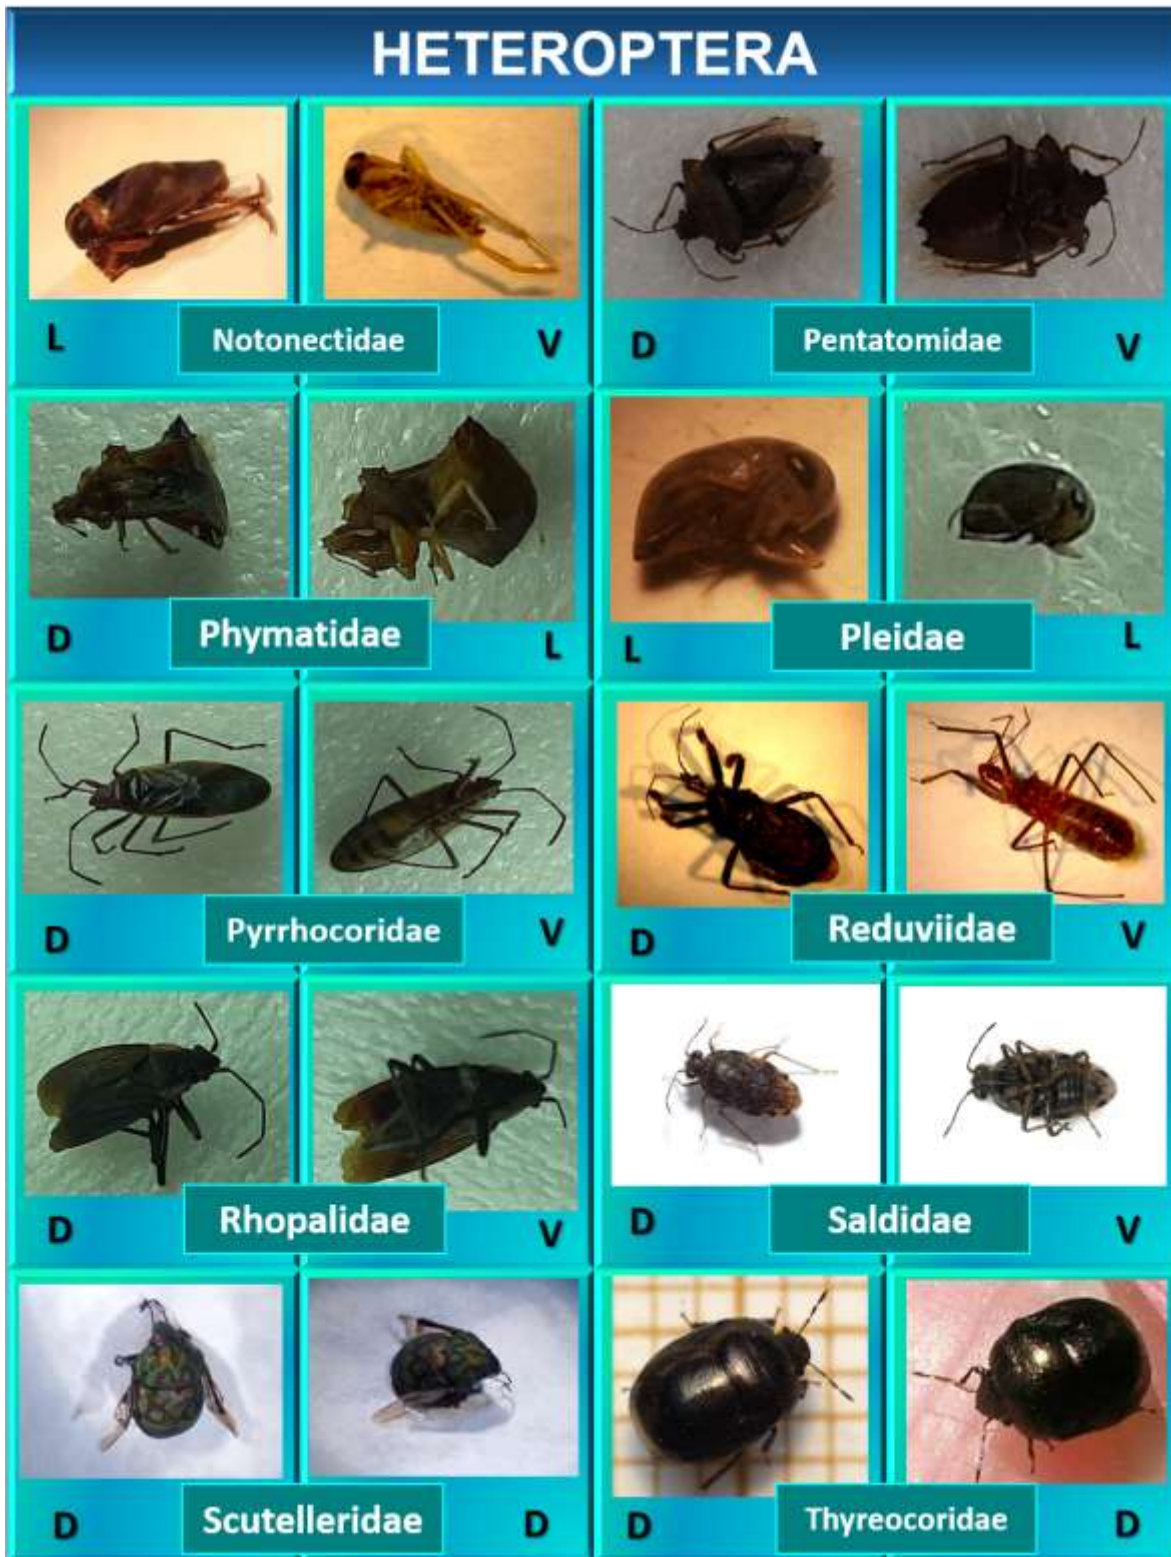 HETEROPTERA
L Notonectidae V
D Pentatomidae V
D Phymatidae L
L Pleidae L
D Pyrrhocoridae V
D Reduviidae V
D Rhopalidae V
D Saldidae V
D Scutelleridae D
D Thyreocoridae D